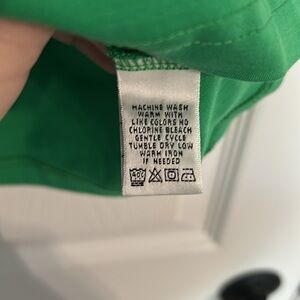 MACHINE WASH
WARM WITH
LIKE COLORS NO
CHLORINE BLEACH
GENTLE CYCLE
TUMBLE DRY LOW
WARM IRON
IF NEEDED